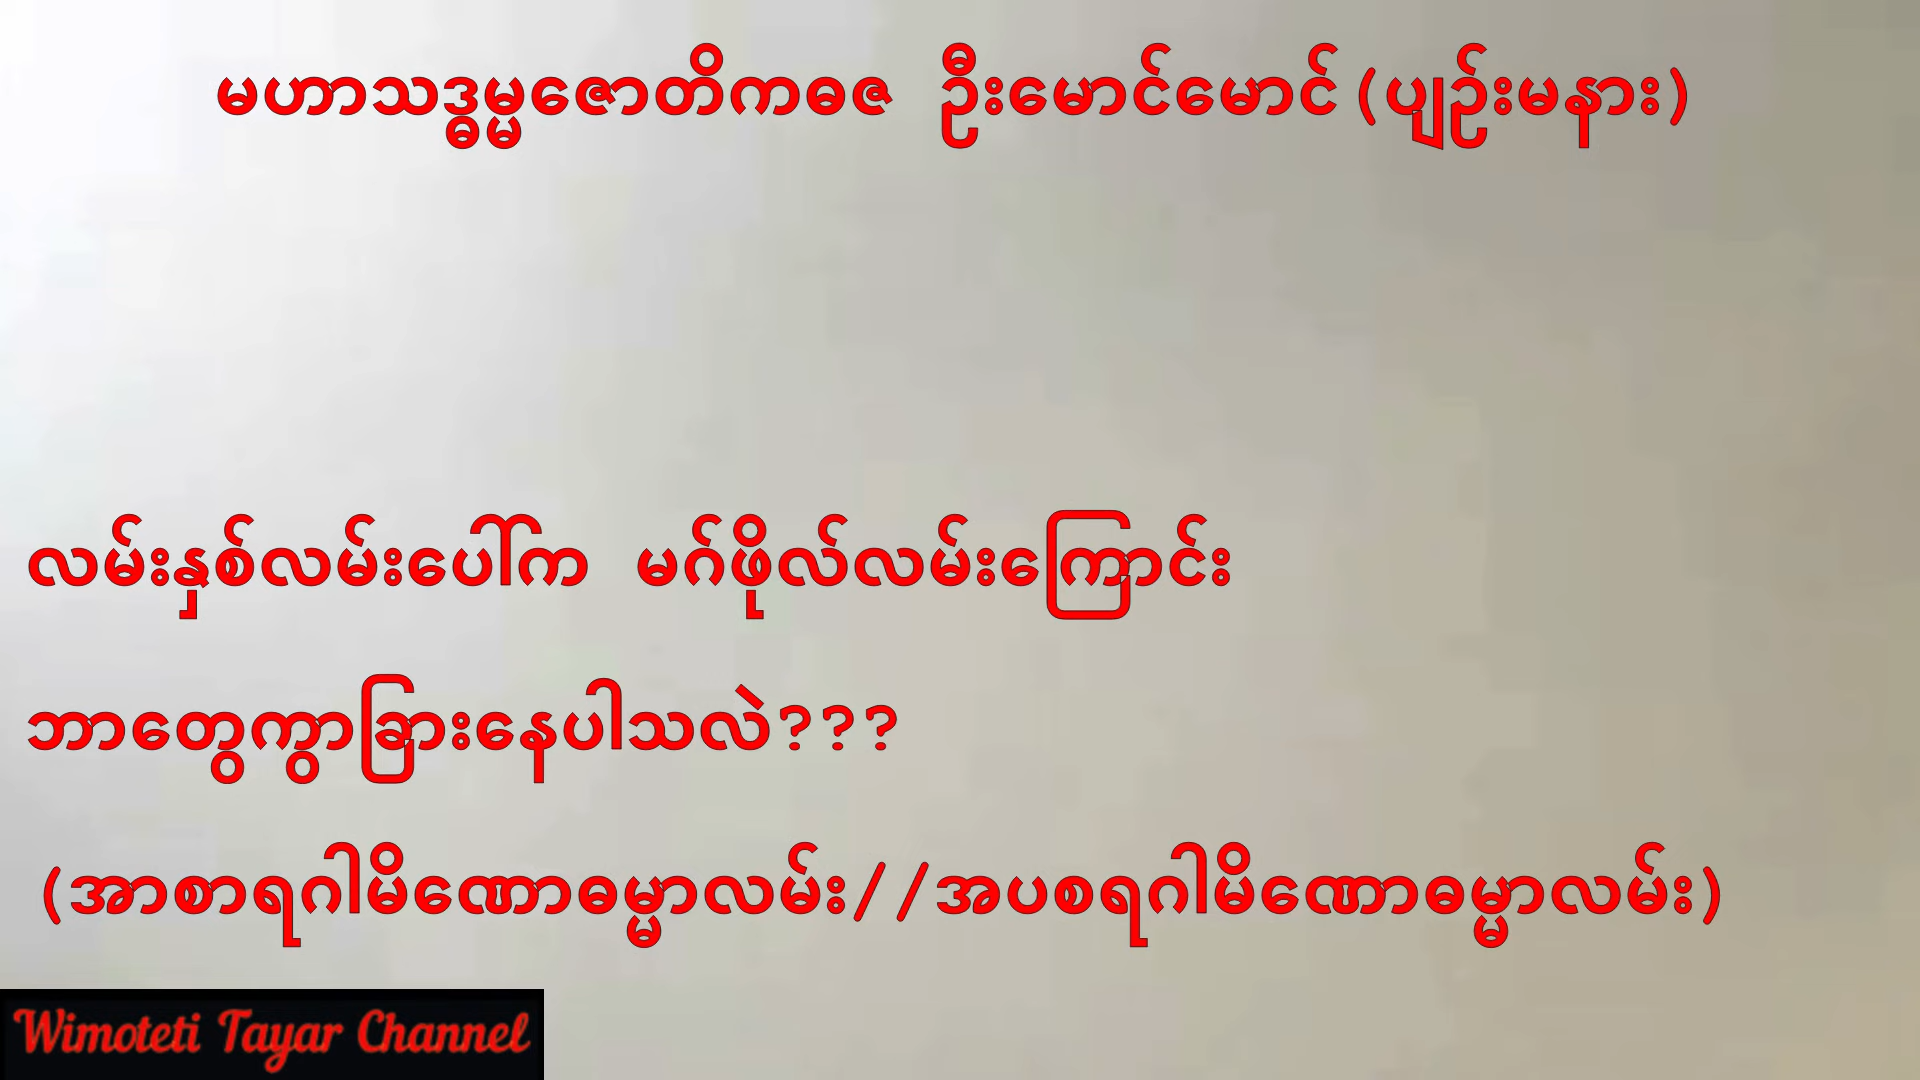 မဟာသဒ္ဓမ္မဇောတိကဓဇ ဦးမောင်မောင်(ပျဉ်းမနား)
လမ်းနှစ်လမ်းပေါ်က မဂ်ဖိုလ်လမ်းကြောင်း
ဘာတွေကွာခြားနေပါသလဲ???
(အာစာရဂါမိဏောဓမ္မာလမ်း//အပစရဂါမိဏောဓမ္မာလမ်း)
Wimoteti Tayar Channel